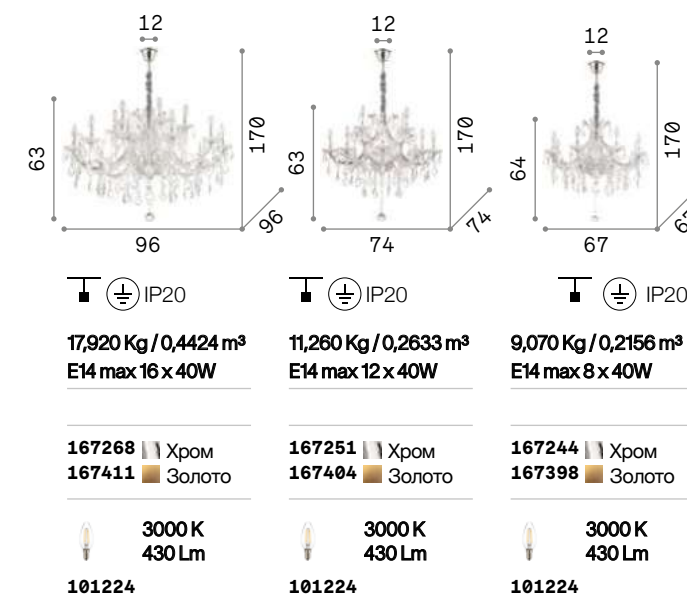 12
63
170
96
96
IP20
17,920 Kg / 0,4424 m³
E14 max 16 x 40W
167268 Хром
167411 Золото
3000 K
430 Lm
101224
12
63
170
74
74
IP20
11,260 Kg / 0,2633 m³
E14 max 12 x 40W
167251 Хром
167404 Золото
3000 K
430 Lm
101224
12
64
170
67
IP20
9,070 Kg / 0,2156 m³
E14 max 8 x 40W
167244 Хром
167398 Золото
3000 K
430 Lm
101224